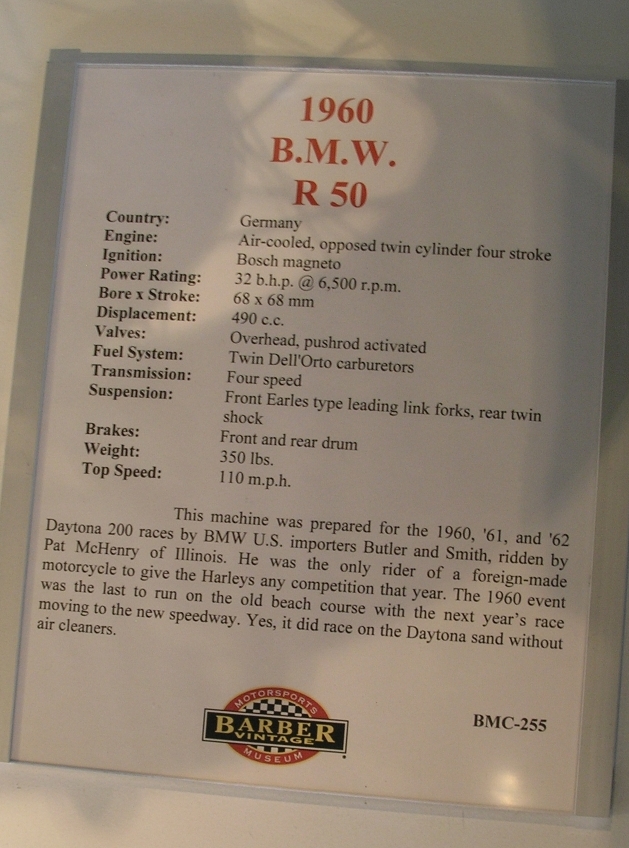 1960
B.M.W.
R 50
Country: Germany
Engine: Air-cooled, opposed twin cylinder four stroke
Ignition: Bosch magneto
Power Rating: 32 b.h.p. @ 6,500 r.p.m.
Bore x Stroke: 68 x 68 mm
Displacement: 490 c.c.
Valves: Overhead, pushrod activated
Fuel System: Twin Dell'Orto carburetors
Transmission: Four speed
Suspension: Front Earles type leading link forks, rear twin
shock
Brakes: Front and rear drum
Weight: 350 lbs.
Top Speed: 110 m.p.h.
This machine was prepared for the 1960, '61, and '62
Daytona 200 races by BMW U.S. importers Butler and Smith, ridden by
Pat McHenry of Illinois. He was the only rider of a foreign-made
motorcycle to give the Harleys any competition that year. The 1960 event
was the last to run on the old beach course with the next year's race
moving to the new speedway. Yes, it did race on the Daytona sand without
air cleaners.
MOTORSPORTS
BARBER
VINTAGE
MUSEUM
BMC-255